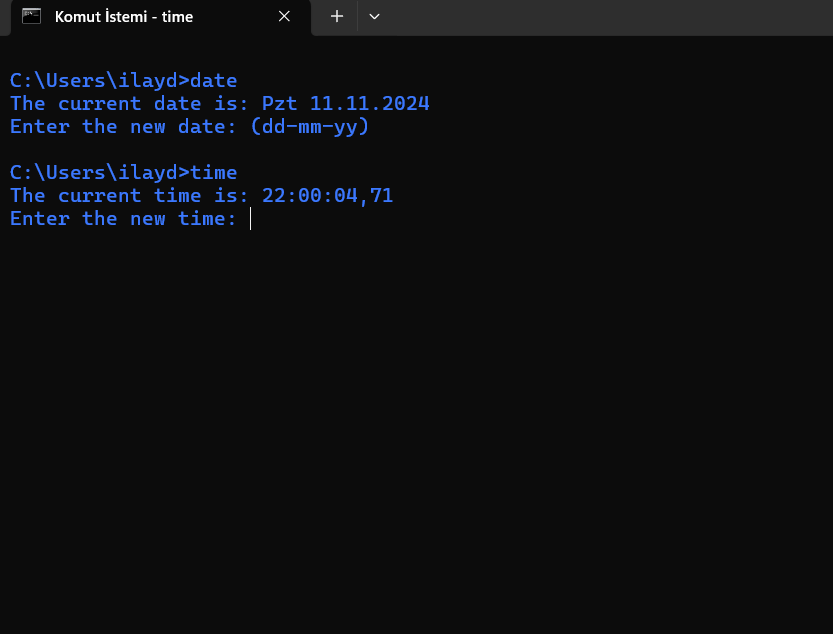 Komut İstemi - time
C:\Users\ilayd>date
The current date is: Pzt 11.11.2024
Enter the new date: (dd-mm-yy)
C:\Users\ilayd>time
The current time is: 22:00:04,71
Enter the new time: